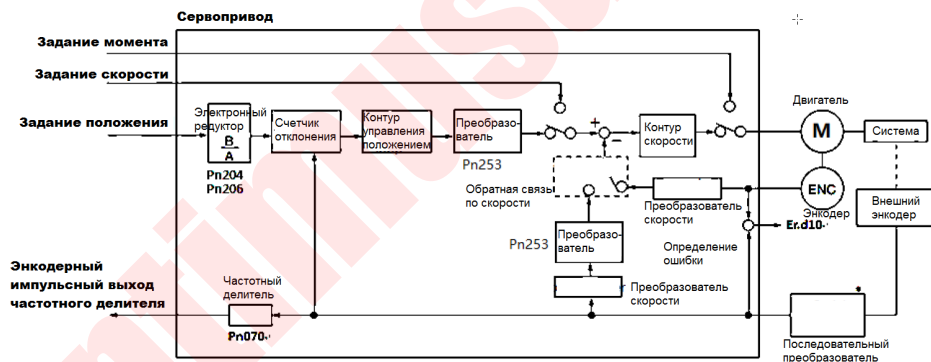 Сервопривод
Задание момента
Задание скорости
Задание положения
Электронный
редуктор
B
A
Pn204
Pn206
Счетчик
отклонения
Контур
управления
положением
Преобразо-
ватель
Pn253
+
−
Контур
скорости
Двигатель
M
Система
Обратная связь
по скорости
Преобразователь
скорости
ENC
Энкодер
Внешний
энкодер
Er.d10
Определение
ошибки
Pn253
Преобразо-
ватель
Преобразователь
скорости
Энкодерный
импульсный выход
частотного делителя
Частотный
делитель
Pn070
Последовательный
преобразователь